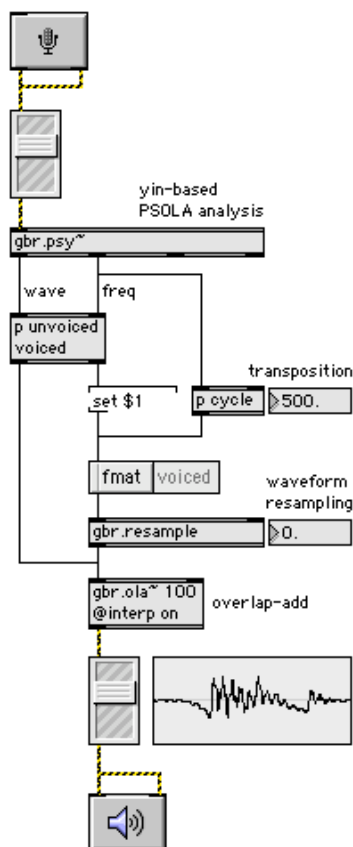 yin-based
PSOLA analysis
gbr.psy~
wave
freq
p unvoiced
voiced
transposition
set $1
p cycle
500.
fmat
voiced
waveform
resampling
gbr.resample
0.
gbr.ola~ 100
@interp on
overlap-add